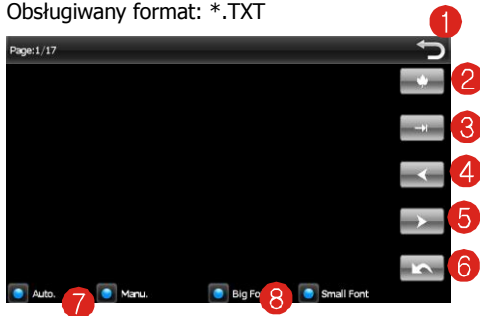 Obsługiwany format: *.TXT
1
Page:1/17
2
3
4
5
6
Auto. 7 Manu. Big Fo 8 Small Font